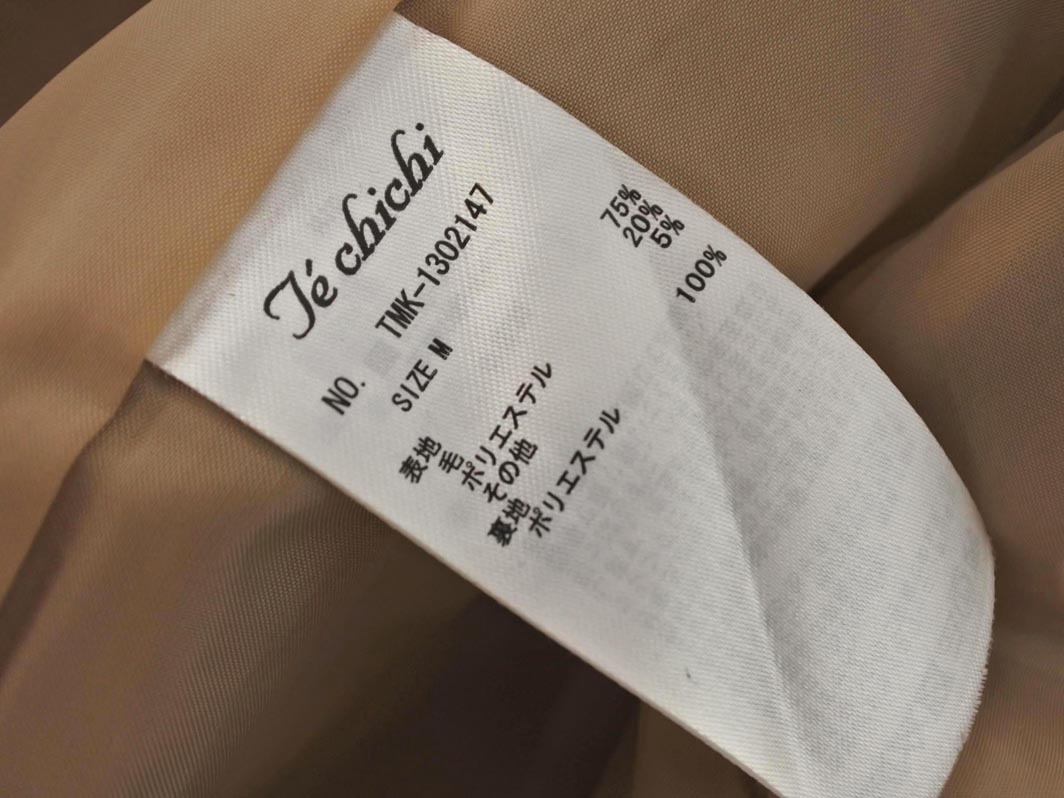 Té chichi
NO. TMK-1302147
SIZE M
表地
毛 75%
ポリエステル 20%
その他 5%
裏地
ポリエステル 100%